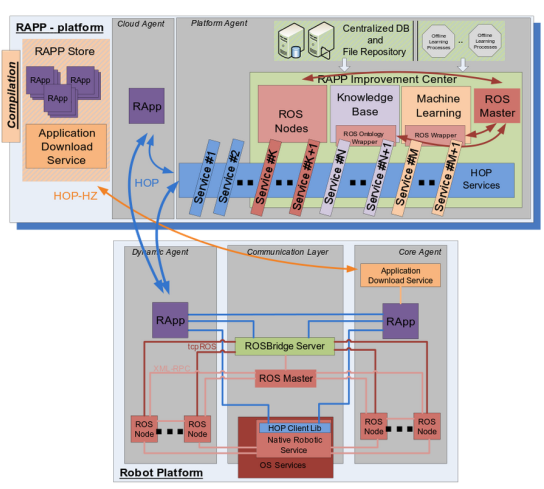 RAPP - platform
Cloud Agent
Platform Agent
Compilation
RAPP Store
RApp
RApp
RApp
Application
Download
Service
RApp
HOP
HOP-HZ
Centralized DB
and
File Repository
Offline
Learning
Processes
..
Offline
Learning
Processes
RAPP Improvement Center
ROS
Nodes
Knowledge
Base
ROS Ontology
Wrapper
Machine
Learning
ROS Wrapper
ROS
Master
Service #1
Service #2
Service #K
Service #K+1
Service #N
Service #N+1
Service #M
Service #M+1
HOP
Services
Dynamic Agent
Communication Layer
Core Agent
Application
Download Service
RApp
RApp
ROSBridge Server
tcpROS
XML RPC
ROS Master
ROS
Node
ROS
Node
ROS
Node
ROS
Node
HOP Client Lib
Native Robotic
Service
OS Services
Robot Platform